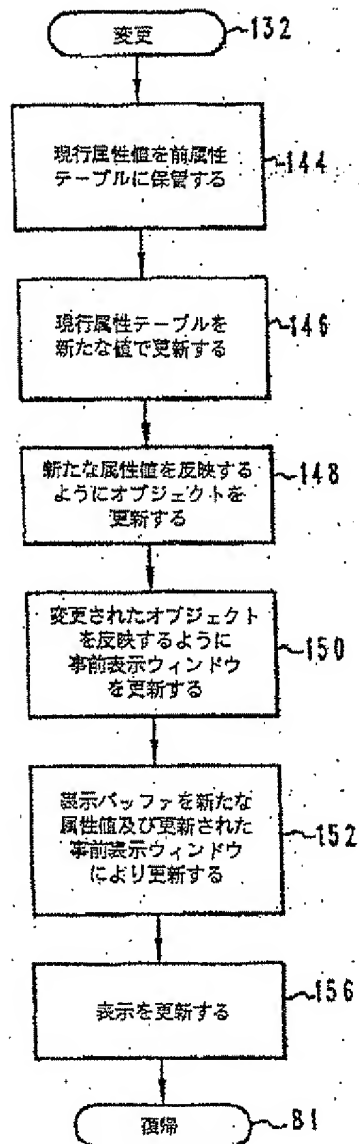 変更
132
現行属性値を前属性
テーブルに保管する
144
現行属性テーブルを
新たな値で更新する
146
新たな属性値を反映する
ようにオブジェクトを
更新する
148
変更されたオブジェクト
を反映するように
事前表示ウィンドウ
を更新する
150
表示バッファを新たな
属性値及び更新された
事前表示ウィンドウ
により更新する
152
表示を更新する
156
復帰
81